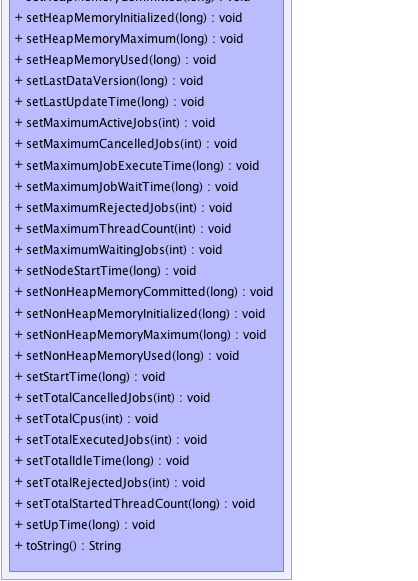 + setHeapMemoryCommitted(long) : void
+ setHeapMemoryInitialized(long) : void
+ setHeapMemoryMaximum(long) : void
+ setHeapMemoryUsed(long) : void
+ setLastDataVersion(long) : void
+ setLastUpdateTime(long) : void
+ setMaximumActiveJobs(int) : void
+ setMaximumCancelledJobs(int) : void
+ setMaximumJobExecuteTime(long) : void
+ setMaximumJobWaitTime(long) : void
+ setMaximumRejectedJobs(int) : void
+ setMaximumThreadCount(int) : void
+ setMaximumWaitingJobs(int) : void
+ setNodeStartTime(long) : void
+ setNonHeapMemoryCommitted(long) : void
+ setNonHeapMemoryInitialized(long) : void
+ setNonHeapMemoryMaximum(long) : void
+ setNonHeapMemoryUsed(long) : void
+ setStartTime(long) : void
+ setTotalCancelledJobs(int) : void
+ setTotalCpus(int) : void
+ setTotalExecutedJobs(int) : void
+ setTotalIdleTime(long) : void
+ setTotalRejectedJobs(int) : void
+ setTotalStartedThreadCount(long) : void
+ setUpTime(long) : void
+ toString() : String